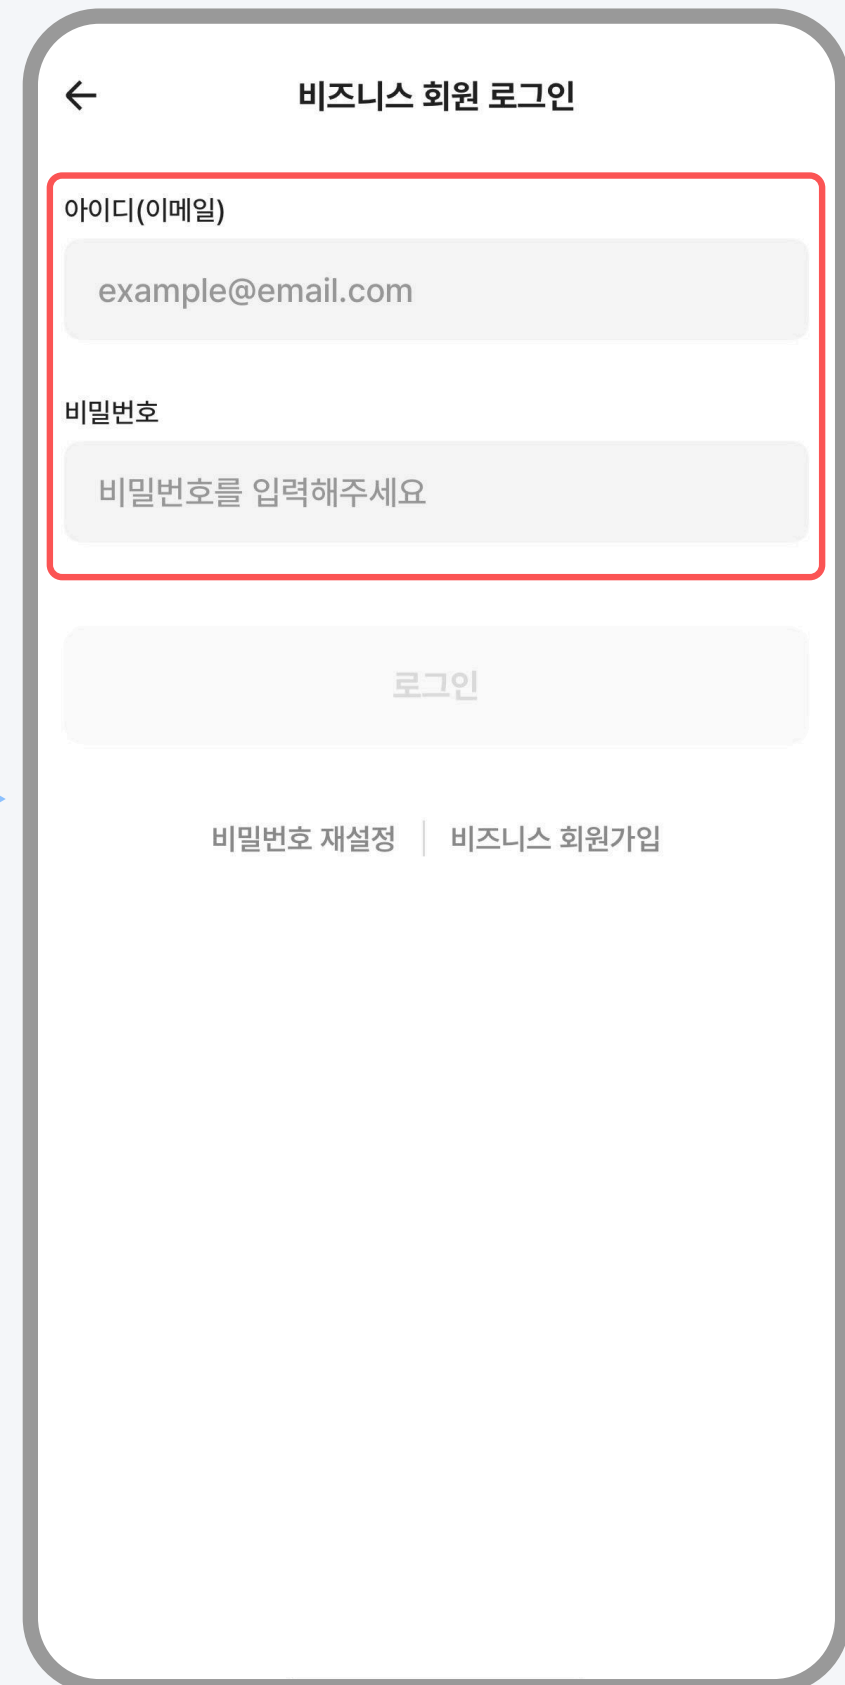 비즈니스 회원 로그인
아이디(이메일)
example@email.com
비밀번호
비밀번호를 입력해주세요
로그인
비밀번호 재설정 | 비즈니스 회원가입